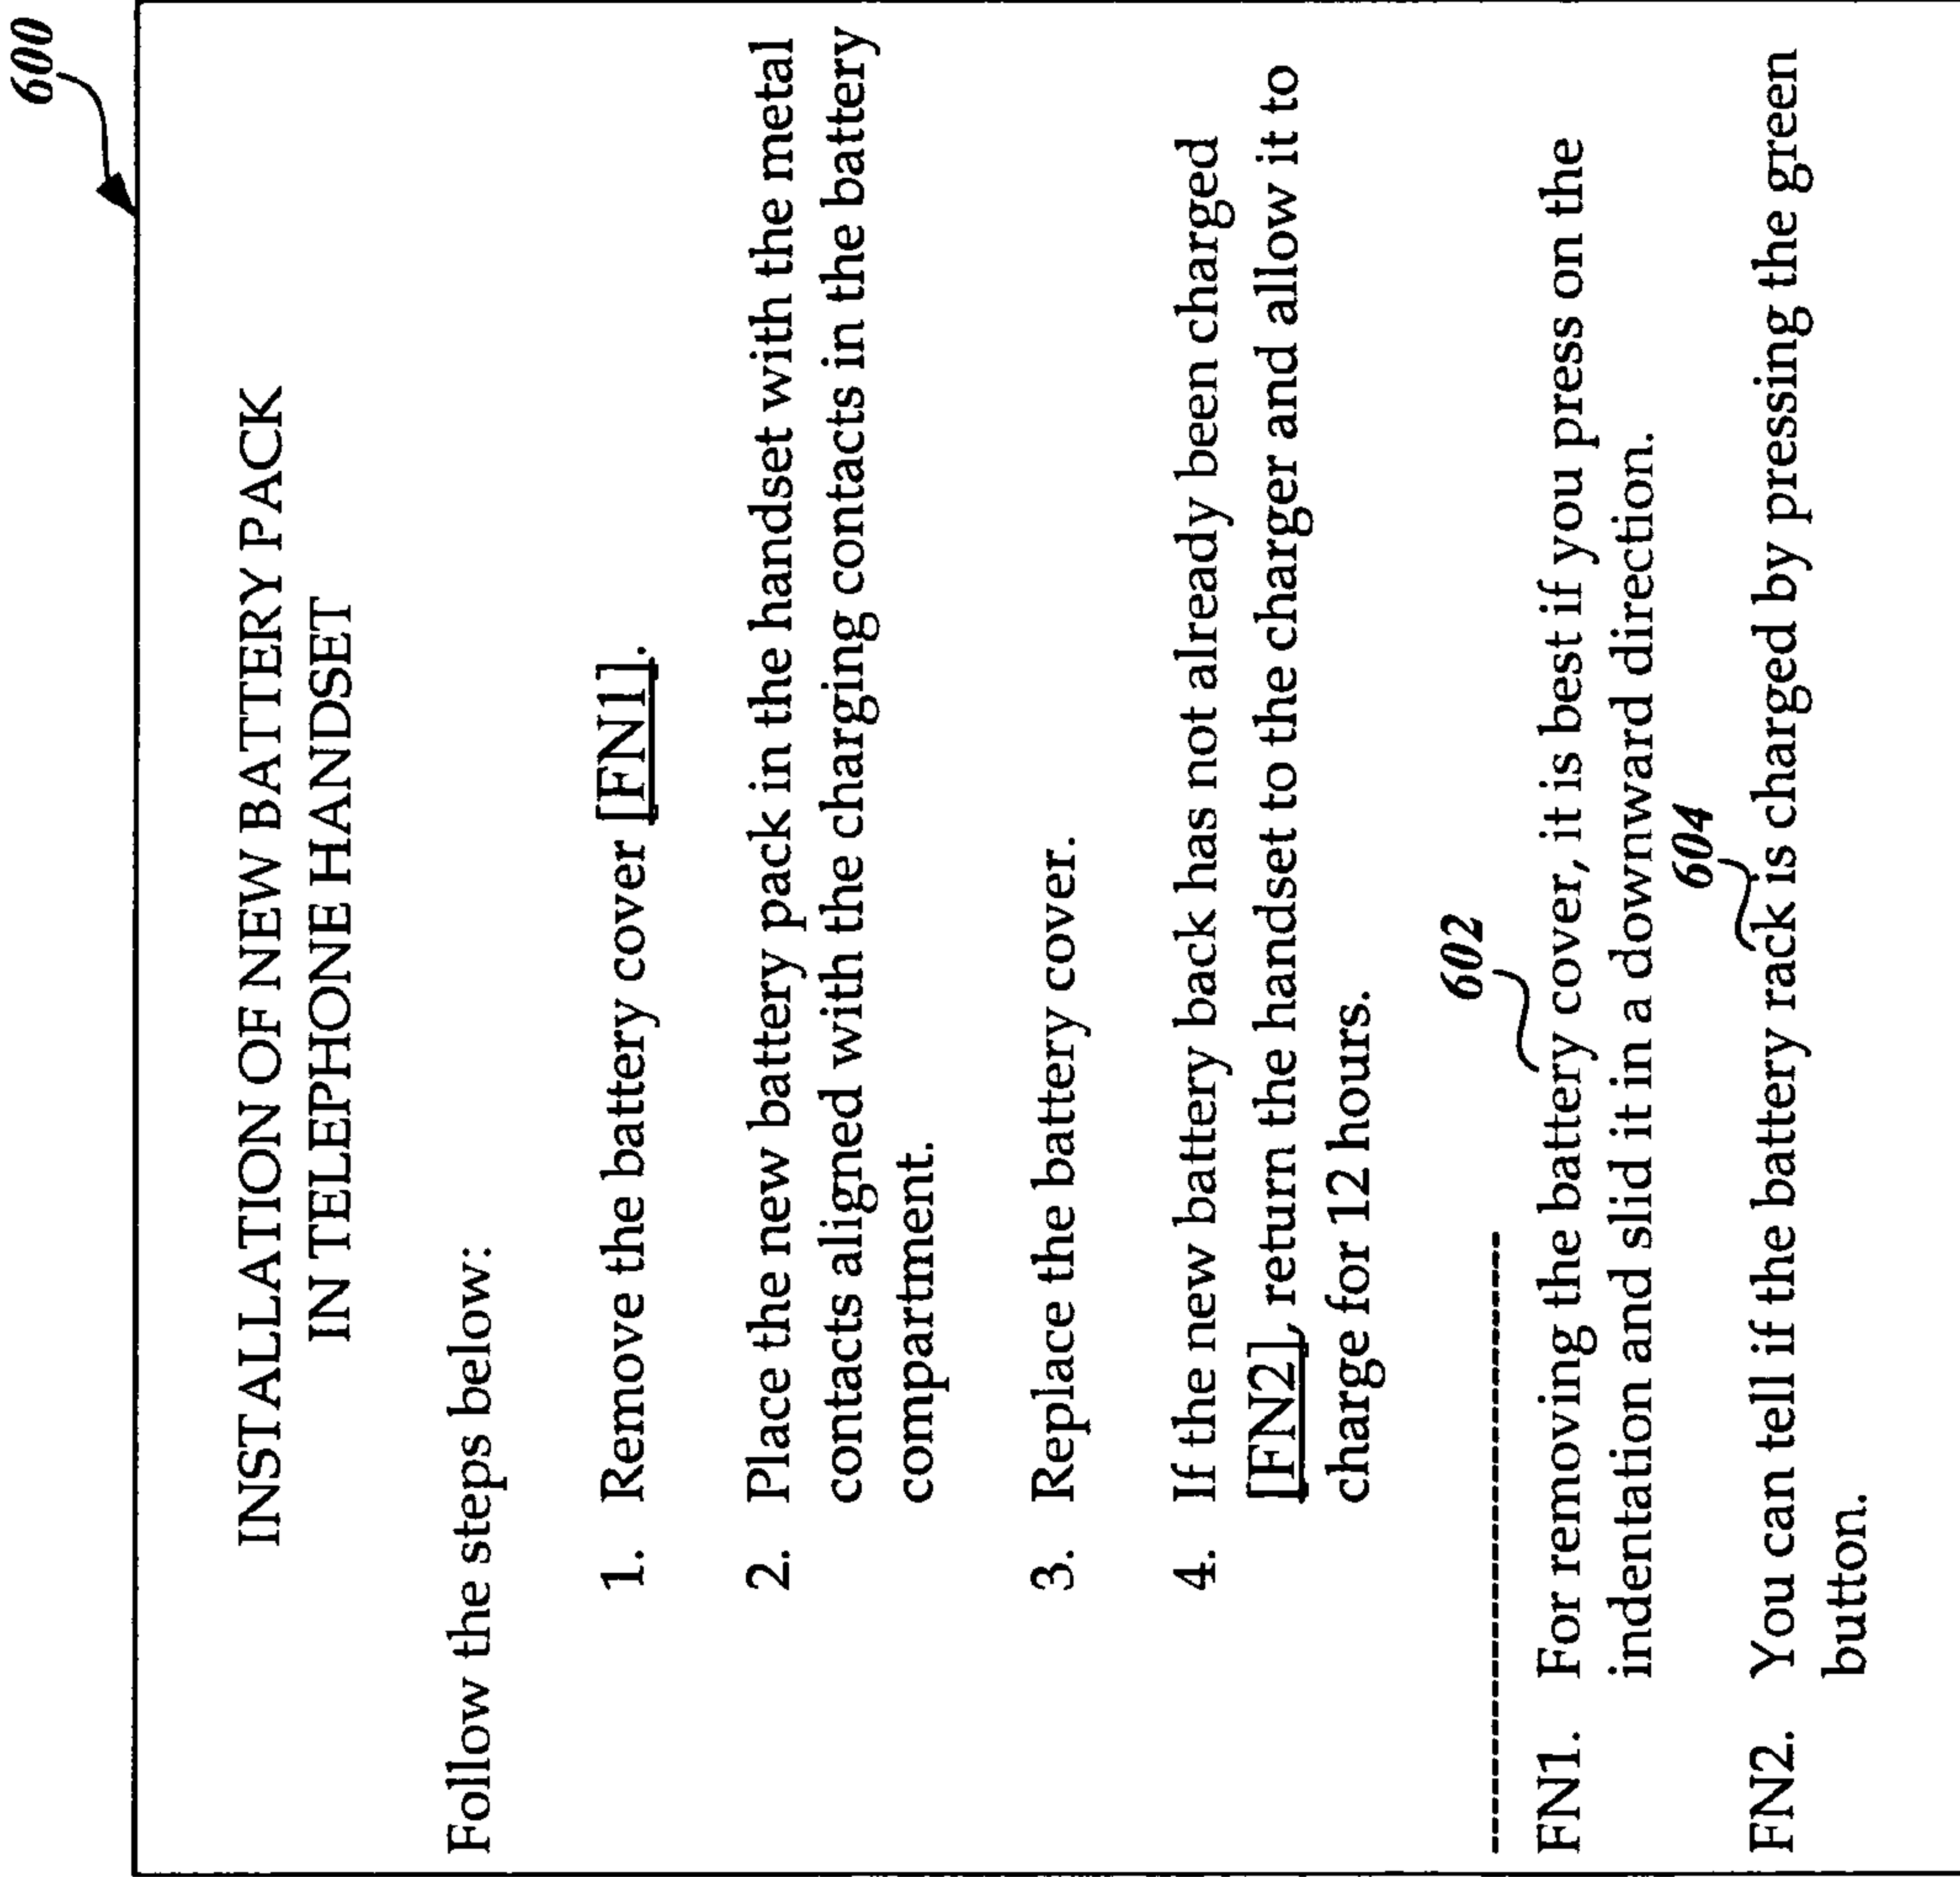 600
INSTALLATION OF NEW BATTERY PACK
IN TELEPHONE HANDSET
Follow the steps below:
1. Remove the battery cover [FN1].
2. Place the new battery pack in the handset with the metal
contacts aligned with the charging contacts in the battery
compartment.
3. Replace the battery cover.
4. If the new battery back has not already been charged
[FN2], return the handset to the charger and allow it to
charge for 12 hours.
602
FN1. For removing the battery cover, it is best if you press on the
indentation and slid it in a downward direction.
604
FN2. You can tell if the battery rack is charged by pressing the green
button.